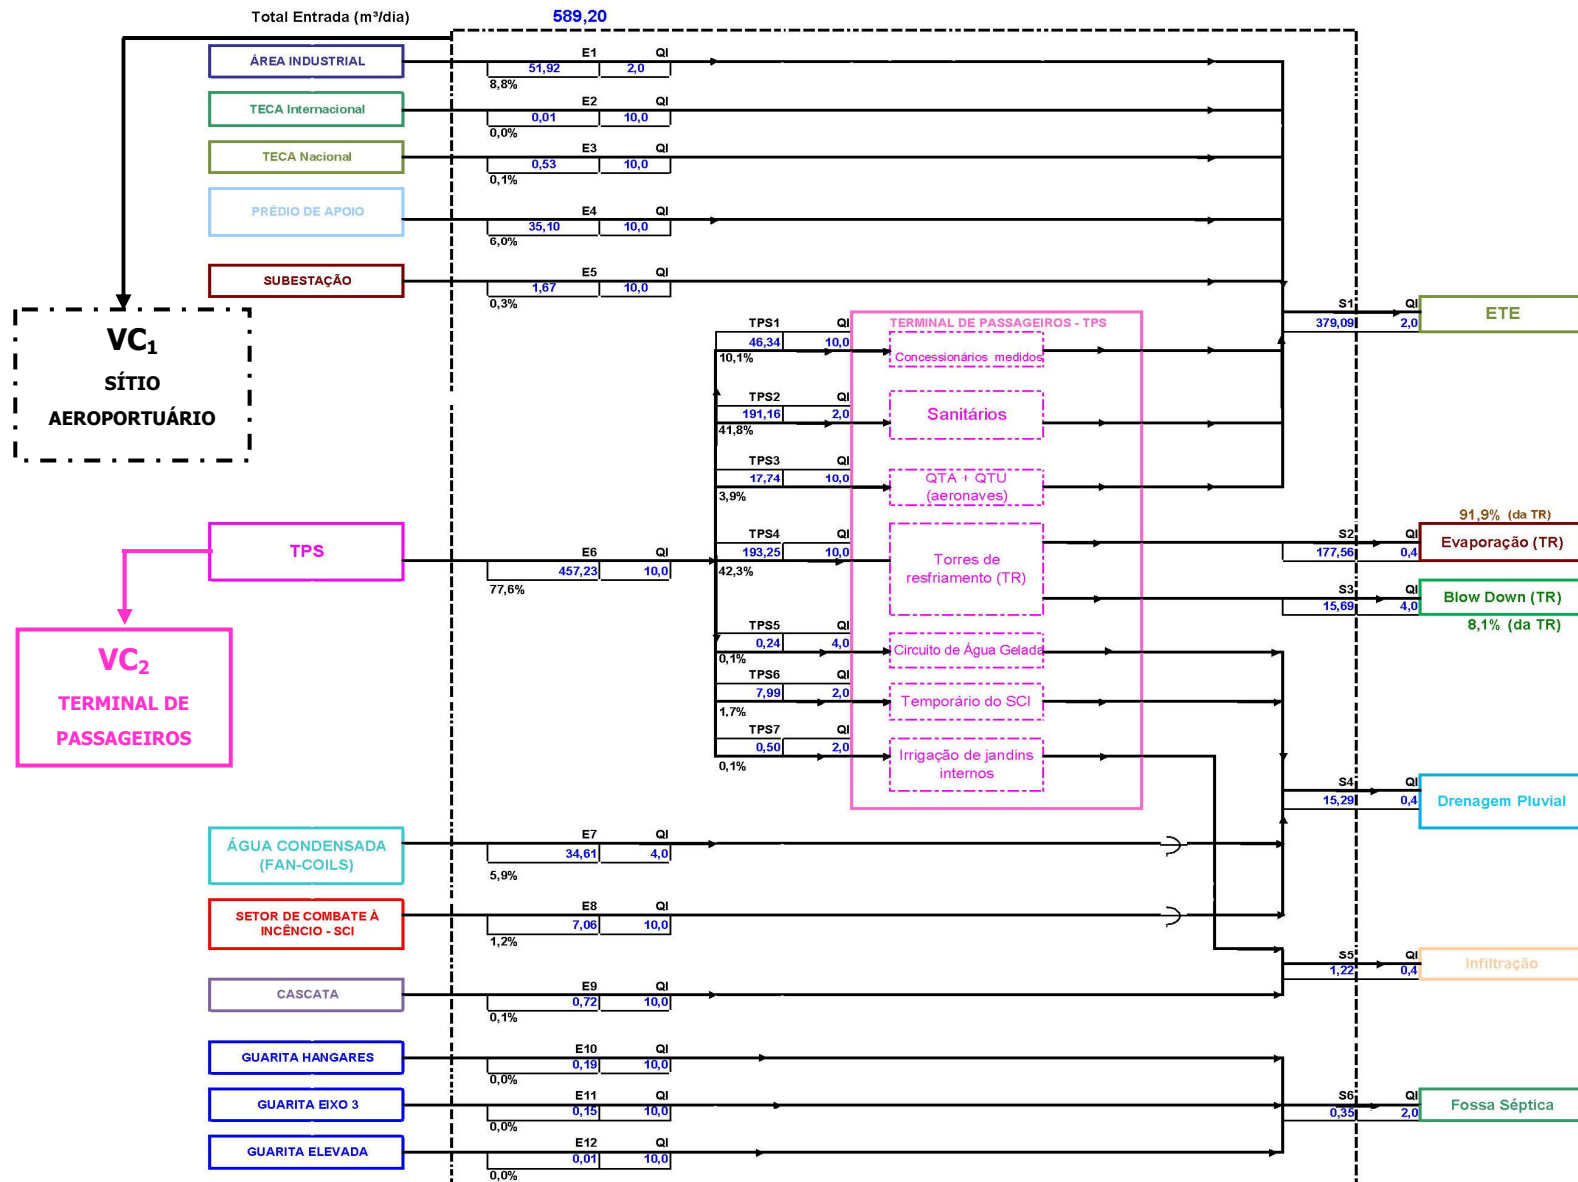 Total Entrada (m³/dia) 589,20
ÁREA INDUSTRIAL
E1 QI
51,92 2,0
8,8%
TECA Internacional
E2 QI
0,01 10,0
0,0%
TECA Nacional
E3 QI
0,53 10,0
0,1%
PRÉDIO DE APOIO
E4 QI
35,10 10,0
6,0%
SUBESTAÇÃO
E5 QI
1,67 10,0
0,3%
VC₁
SÍTIO
AEROPORTUÁRIO
TPS
E6 QI
457,23 10,0
77,6%
VC₂
TERMINAL DE
PASSAGEIROS
TERMINAL DE PASSAGEIROS - TPS
TPS1 QI
46,34 10,0
10,1%
Concessionários medidos
TPS2 QI
191,16 2,0
41,8%
Sanitários
TPS3 QI
17,74 10,0
3,9%
QTA + QTU
(aeronaves)
TPS4 QI
193,25 10,0
42,3%
Torres de
resfriamento (TR)
TPS5 QI
0,24 4,0
0,1%
Circuito de Água Gelada
TPS6 QI
7,99 2,0
1,7%
Temporário do SCI
TPS7 QI
0,50 2,0
0,1%
Irrigação de jandins
internos
S1 QI
379,09 2,0
ETE
91,9% (da TR)
S2 QI
177,56 0,4
Evaporação (TR)
S3 QI
15,69 4,0
Blow Down (TR)
8,1% (da TR)
S4 QI
15,29 0,4
Drenagem Pluvial
ÁGUA CONDENSADA
(FAN-COILS)
E7 QI
34,61 4,0
5,9%
SETOR DE COMBATE À
INCÊNCIO - SCI
E8 QI
7,06 10,0
1,2%
S5 QI
1,22 0,4
Infiltração
CASCATA
E9 QI
0,72 10,0
0,1%
GUARITA HANGARES
E10 QI
0,19 10,0
0,0%
GUARITA EIXO 3
E11 QI
0,15 10,0
0,0%
S6 QI
0,35 2,0
Fossa Séptica
GUARITA ELEVADA
E12 QI
0,01 10,0
0,0%